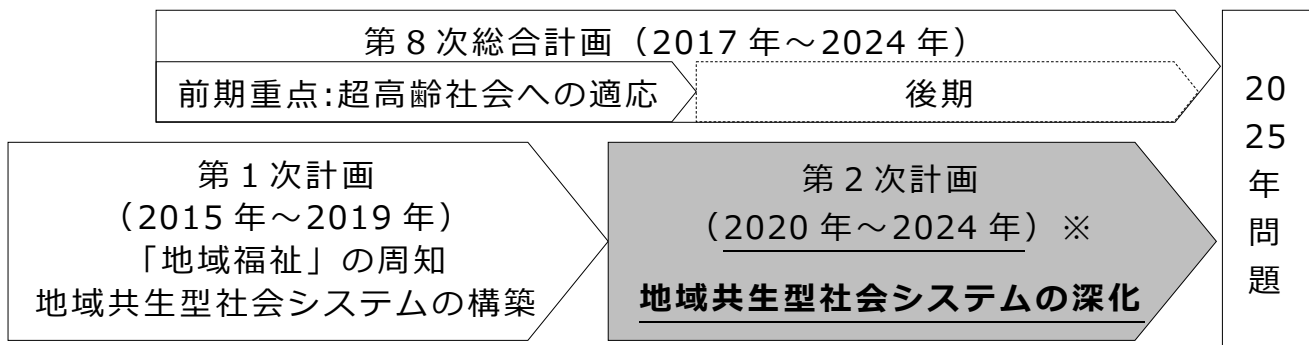 第８次総合計画（2017 年～2024 年）
前期重点:超高齢社会への適応
後期
第１次計画
（2015 年～2019 年）
「地域福祉」の周知
地域共生型社会システムの構築
第２次計画
（2020 年～2024 年）※
地域共生型社会システムの深化
20
25
年
問
題